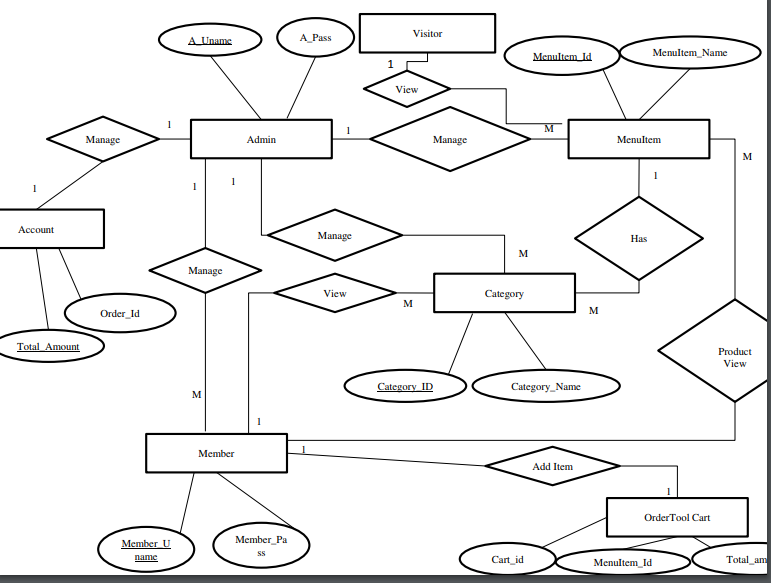 Visitor
A_Uname
A_Pass
MenuItem_Id
MenuItem_Name
1
View
M
Manage
1
Admin
1
Manage
MenuItem
M
1
1
1
1
Account
Manage
Has
M
Manage
View
M
Category
M
Order_Id
Total_Amount
Product
View
Category_ID
Category_Name
M
1
Member
1
Add Item
1
OrderTool Cart
Member_U
name
Member_Pa
ss
Cart_id
MenuItem_Id
Total_am